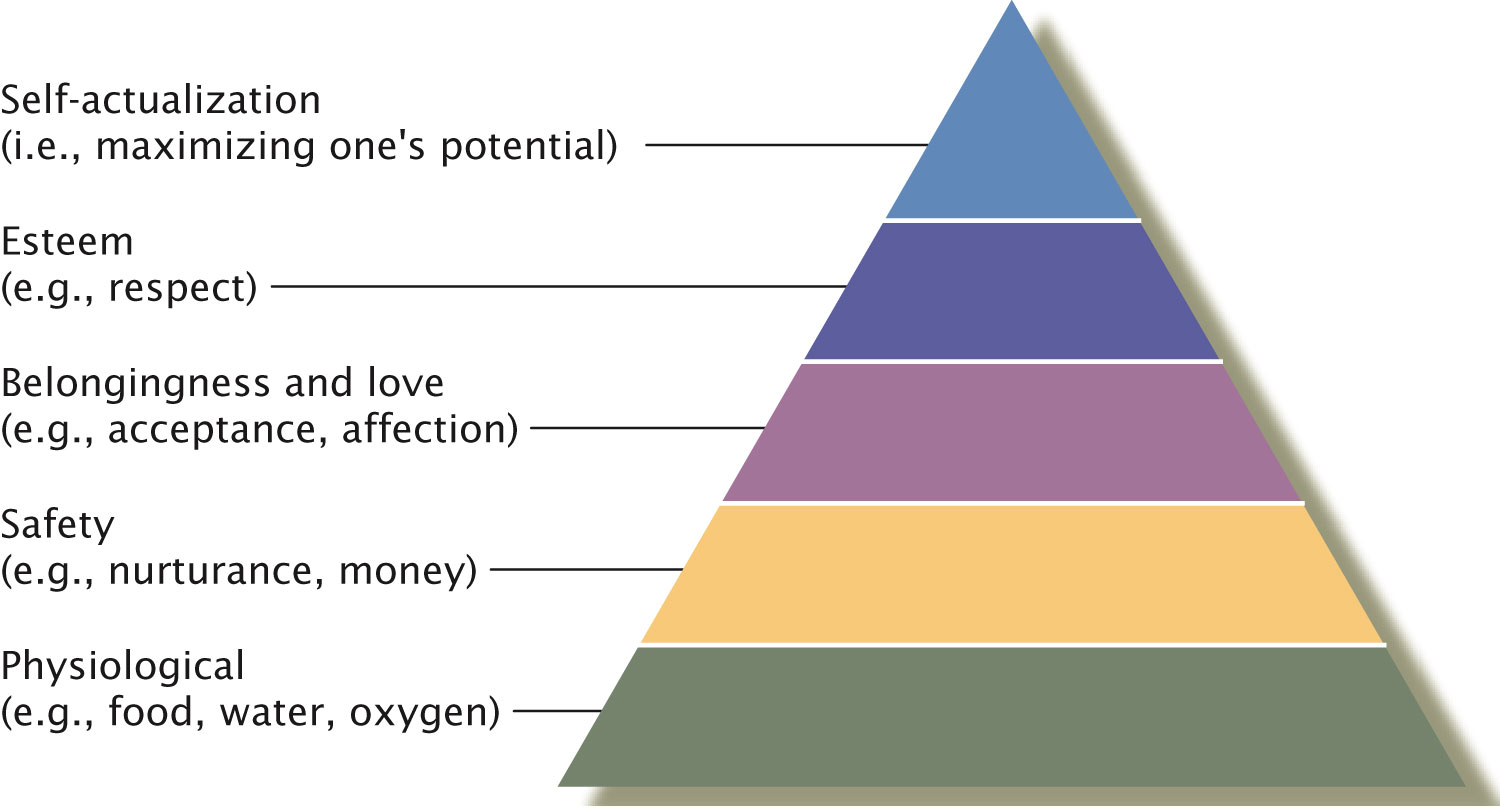 Self-actualization
(i.e., maximizing one's potential)
Esteem
(e.g., respect)
Belongingness and love
(e.g., acceptance, affection)
Safety
(e.g., nurturance, money)
Physiological
(e.g., food, water, oxygen)